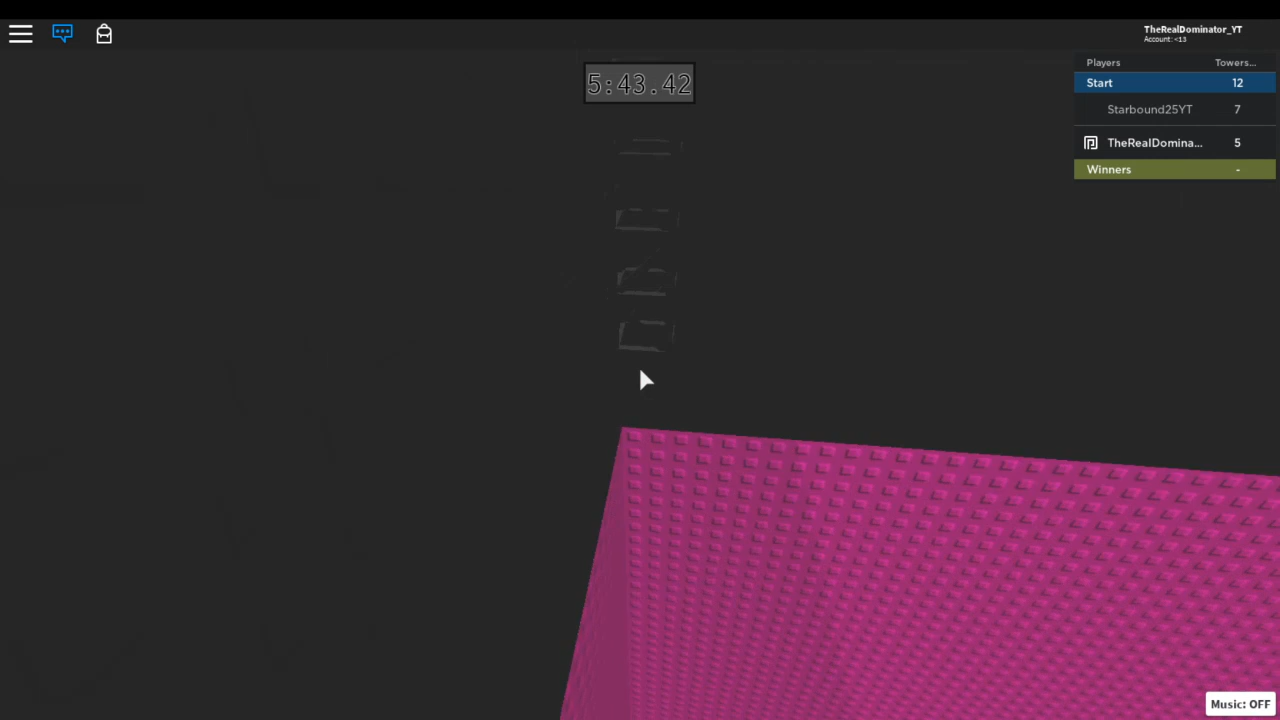 TheRealDominator_YT
Account: <13
5:43.42
Players Towers...
Start 12
Starbound25YT 7
TheRealDomina... 5
Winners -
Music: OFF